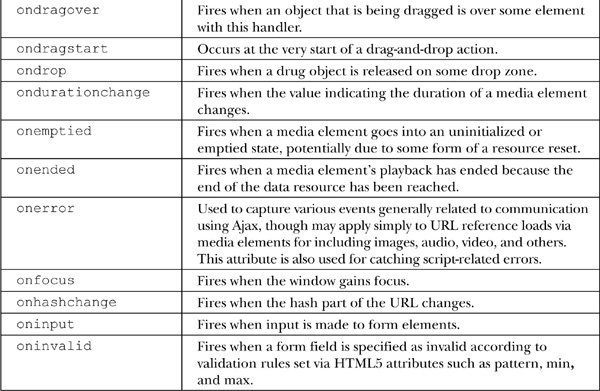 ondragover Fires when an object that is being dragged is over some element
with this handler.
ondragstart Occurs at the very start of a drag-and-drop action.
ondrop Fires when a drug object is released on some drop zone.
ondurationchange Fires when the value indicating the duration of a media element
changes.
onemptied Fires when a media element goes into an uninitialized or
emptied state, potentially due to some form of a resource reset.
onended Fires when a media element's playback has ended because the
end of the data resource has been reached.
onerror Used to capture various events generally related to communication
using Ajax, though may apply simply to URL reference loads via
media elements for including images, audio, video, and others.
This attribute is also used for catching script-related errors.
onfocus Fires when the window gains focus.
onhashchange Fires when the hash part of the URL changes.
oninput Fires when input is made to form elements.
oninvalid Fires when a form field is specified as invalid according to
validation rules set via HTML5 attributes such as pattern, min,
and max.